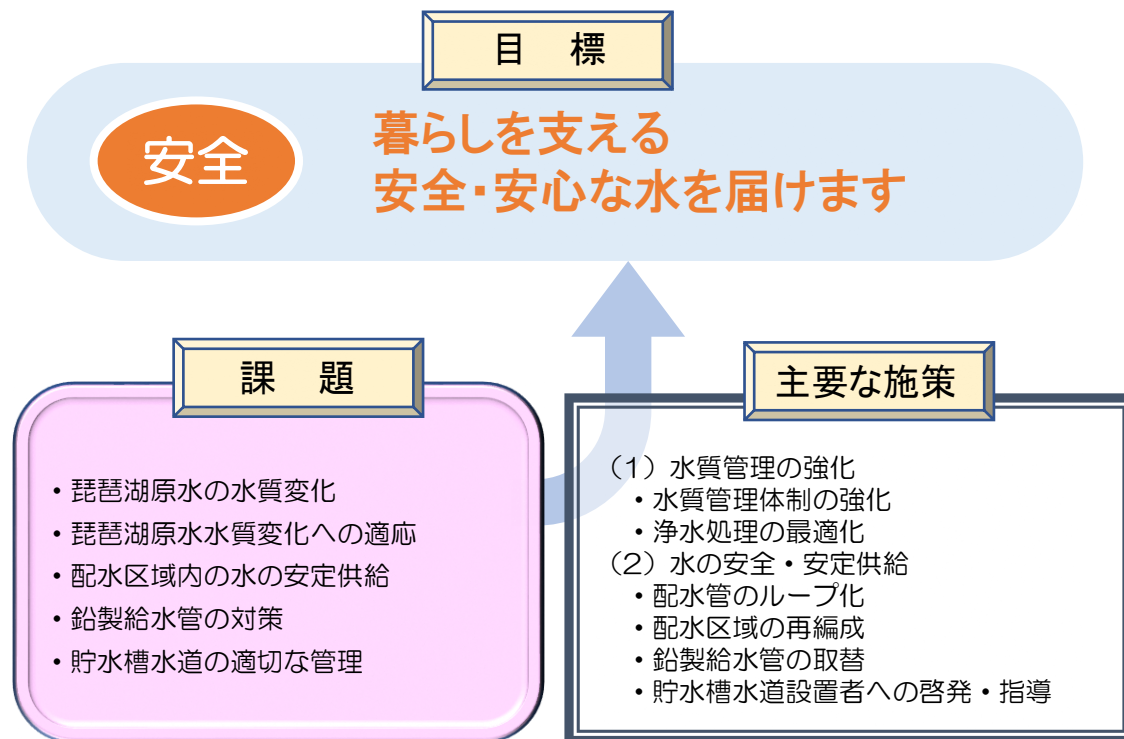 目　標
安全
暮らしを支える
安全・安心な水を届けます
課　題
・琵琶湖原水の水質変化
・琵琶湖原水水質変化への適応
・配水区域内の水の安定供給
・鉛製給水管の対策
・貯水槽水道の適切な管理
主要な施策
（1）水質管理の強化
・水質管理体制の強化
・浄水処理の最適化
（2）水の安全・安定供給
・配水管のループ化
・配水区域の再編成
・鉛製給水管の取替
・貯水槽水道設置者への啓発・指導